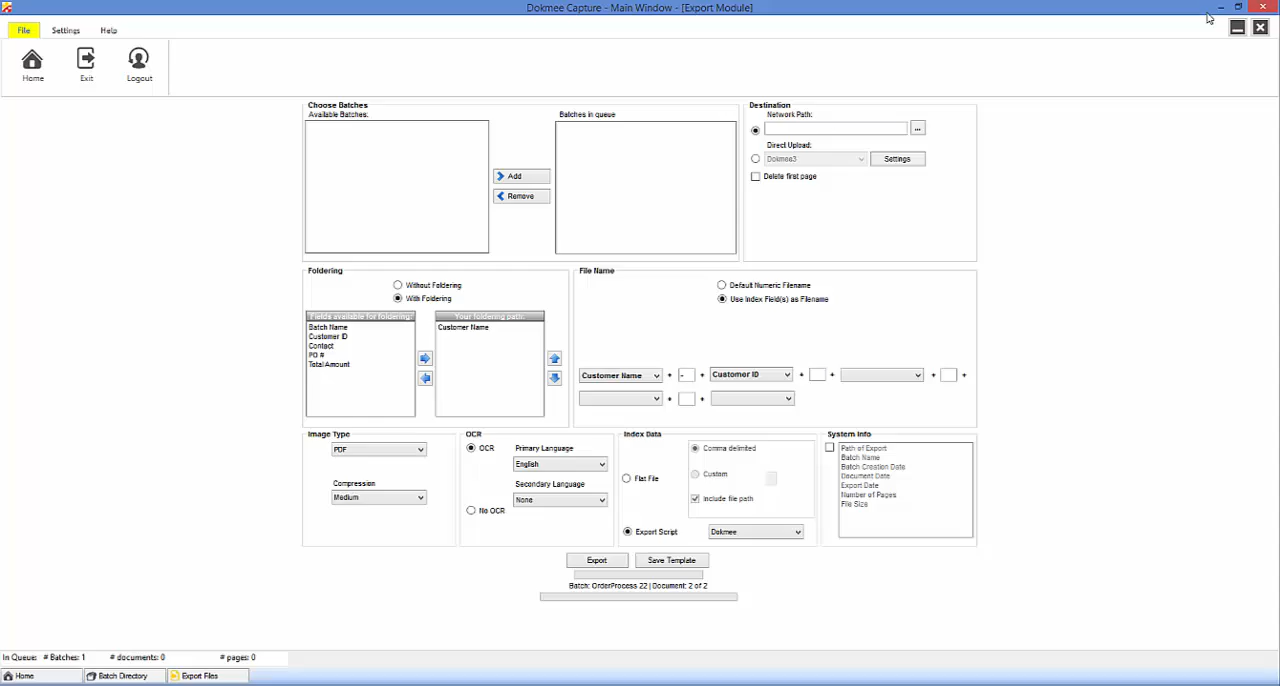 Dokmee Capture - Main Window - [Export Module]
File Settings Help
Home Exit Logout
Choose Batches
Available Batches:
Batches in queue
Add
Remove
Destination
Network Path:
...
Direct Upload:
Dokmee3 Settings
Delete first page
Foldering
Without Foldering
With Foldering
Fields available for foldering:
Batch Name
Customer ID
Contact
PO #
Total Amount
Your foldering path:
Customer Name
File Name
Default Numeric Filename
Use Index Field(s) as Filename
Customer Name + - + Customer ID + + + +
+ +
Image Type
PDF
Compression
Medium
OCR
OCR
Primary Language
English
Secondary Language
None
No OCR
Index Data
Comma delimited
Flat File
Custom
Include file path
Export Script Dokmee
System Info
Path of Export
Batch Name
Batch Creation Date
Document Date
Export Date
Number of Pages
File Size
Export Save Template
Batch: OrderProcess 22 | Document: 2 of 2
In Queue: # Batches: 1 # documents: 0 # pages: 0
Home Batch Directory Export Files